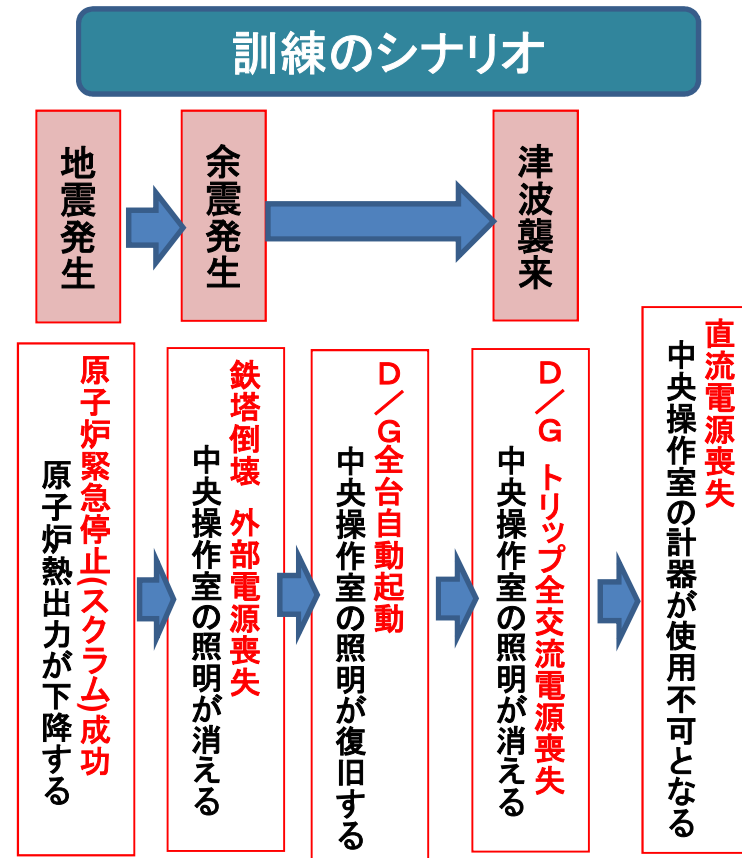 訓練のシナリオ
地震発生
余震発生
津波襲来
原子炉緊急停止(スクラム)成功
原子炉熱出力が下降する
鉄塔倒壊 外部電源喪失
中央操作室の照明が消える
D/G全台自動起動
中央操作室の照明が復旧する
D/G トリップ全交流電源喪失
中央操作室の照明が消える
直流電源喪失
中央操作室の計器が使用不可となる